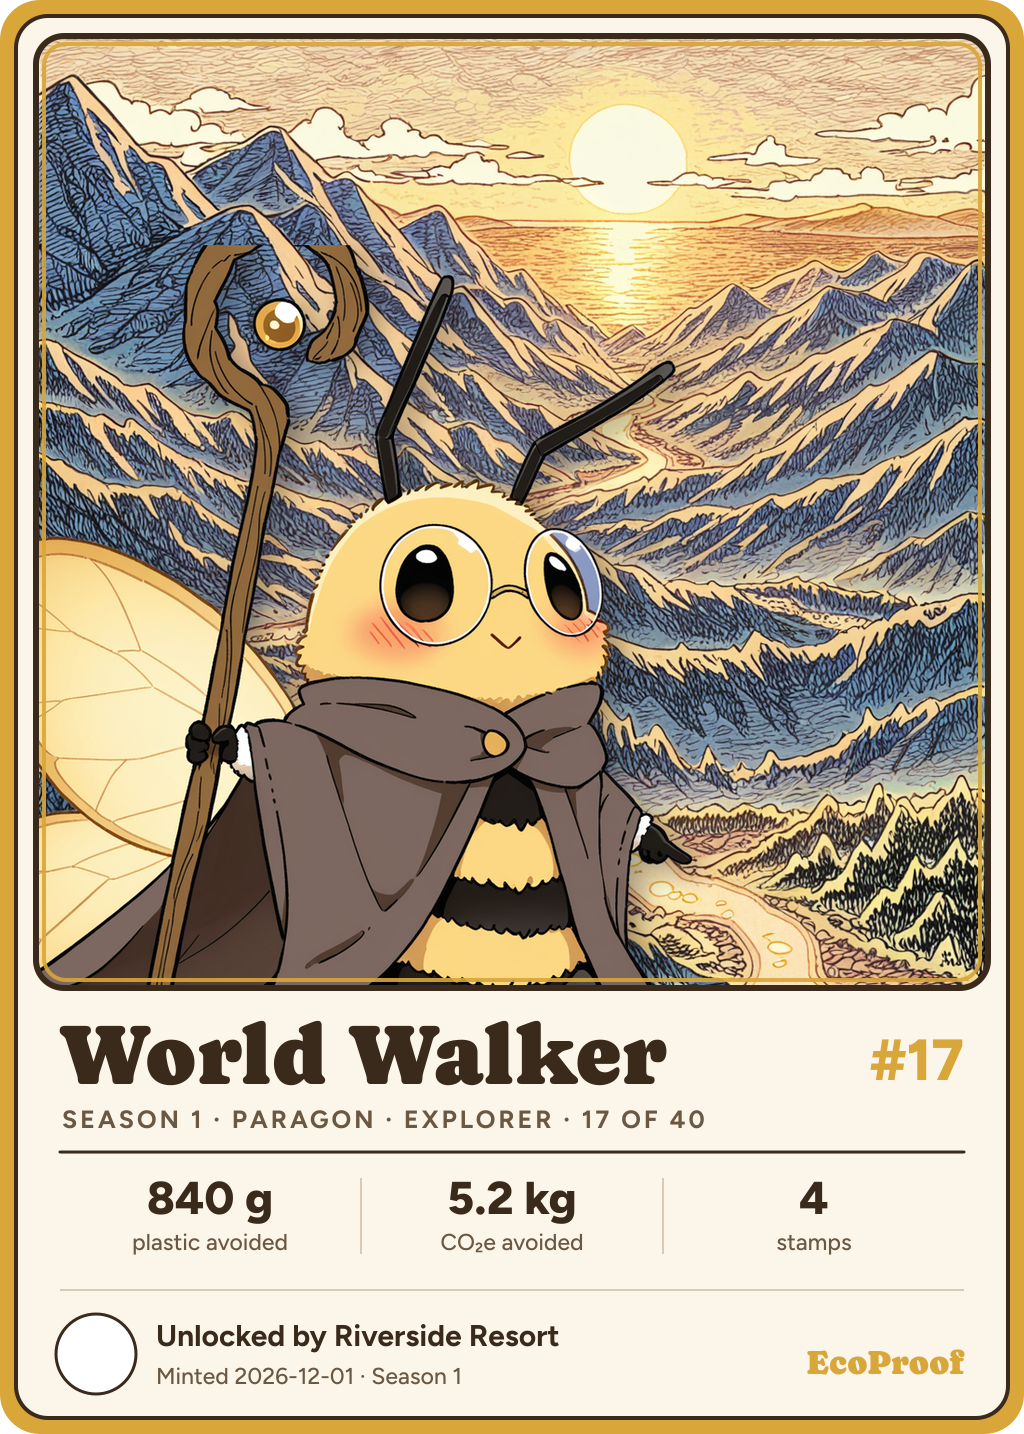 World Walker
#17
SEASON 1 · PARAGON · EXPLORER · 17 OF 40
840 g
plastic avoided
5.2 kg
CO₂e avoided
4
stamps
Unlocked by Riverside Resort
Minted 2026-12-01 · Season 1
EcoProof